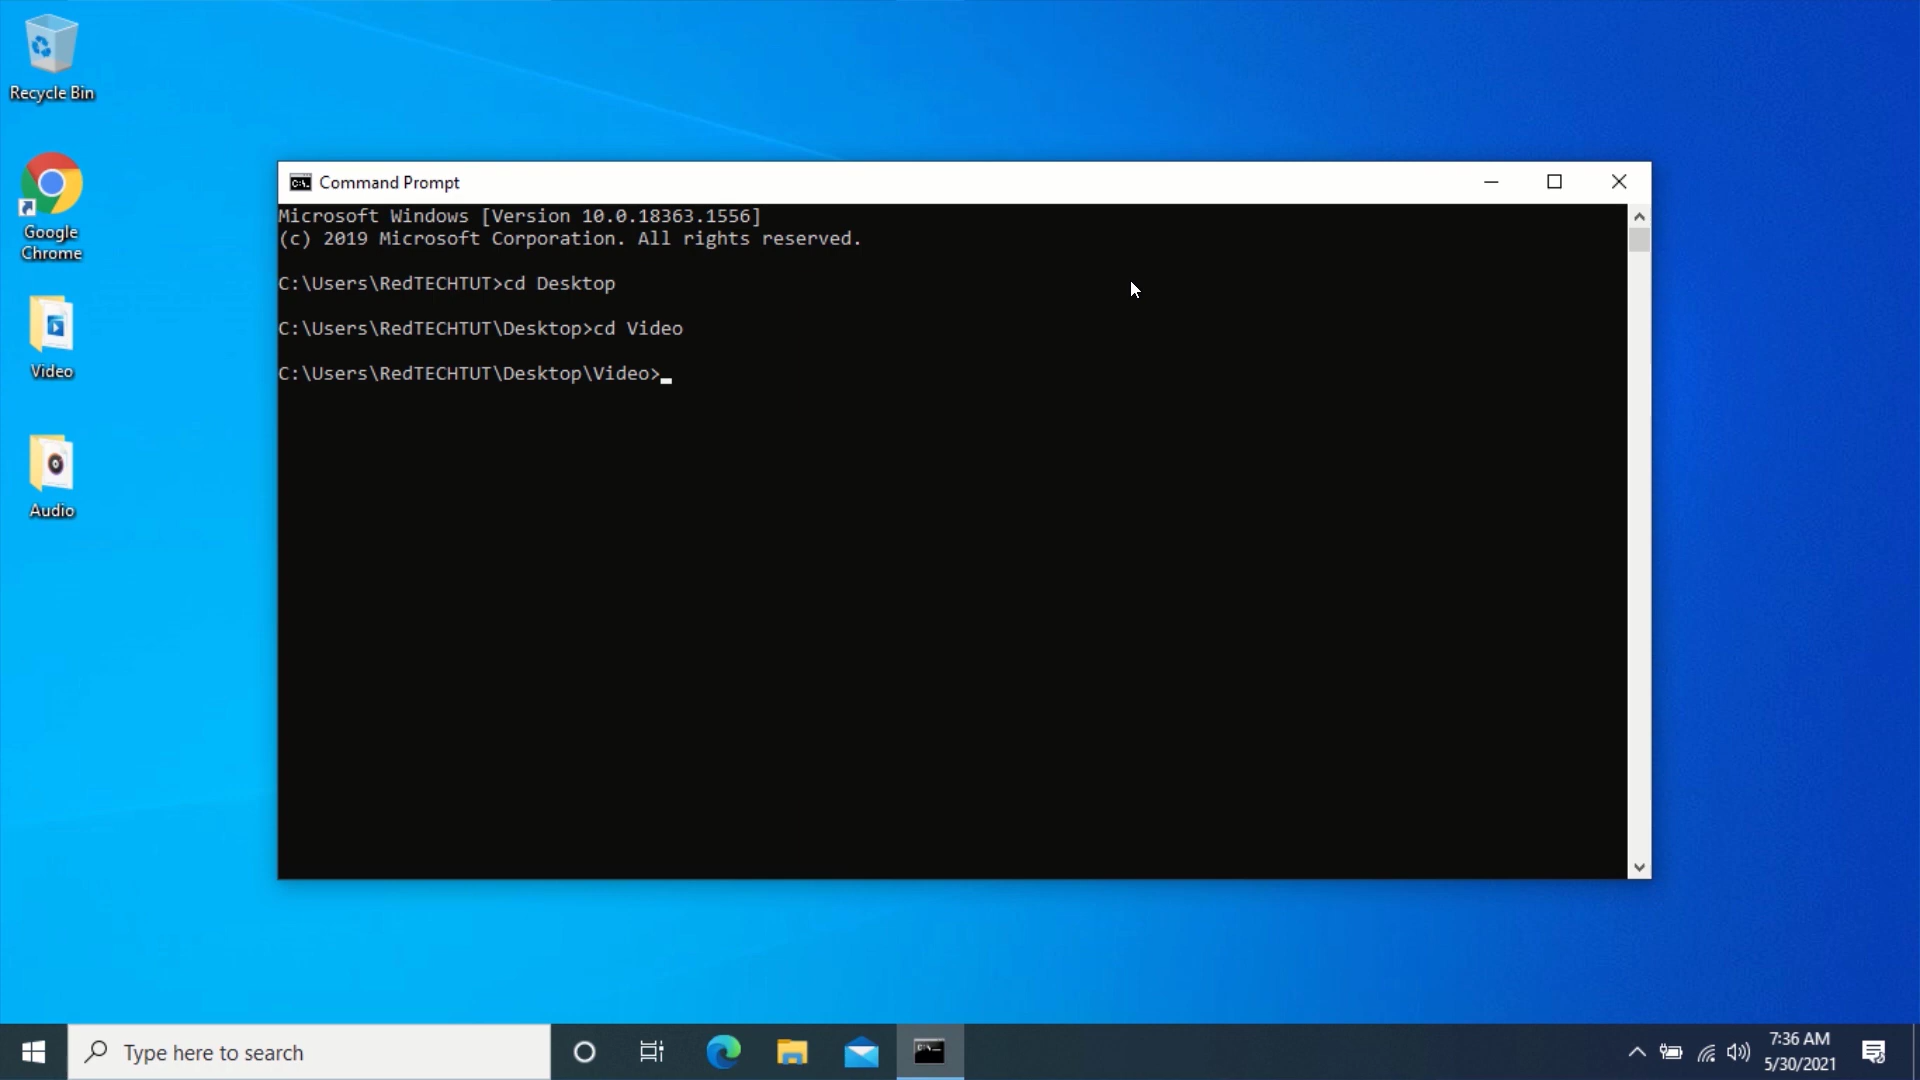 Recycle Bin
Google
Chrome
Video
Audio
Command Prompt
Microsoft Windows [Version 10.0.18363.1556]
(c) 2019 Microsoft Corporation. All rights reserved.
C:\Users\RedTECHTUT>cd Desktop
C:\Users\RedTECHTUT\Desktop>cd Video
C:\Users\RedTECHTUT\Desktop\Video>
Type here to search
7:36 AM
5/30/2021